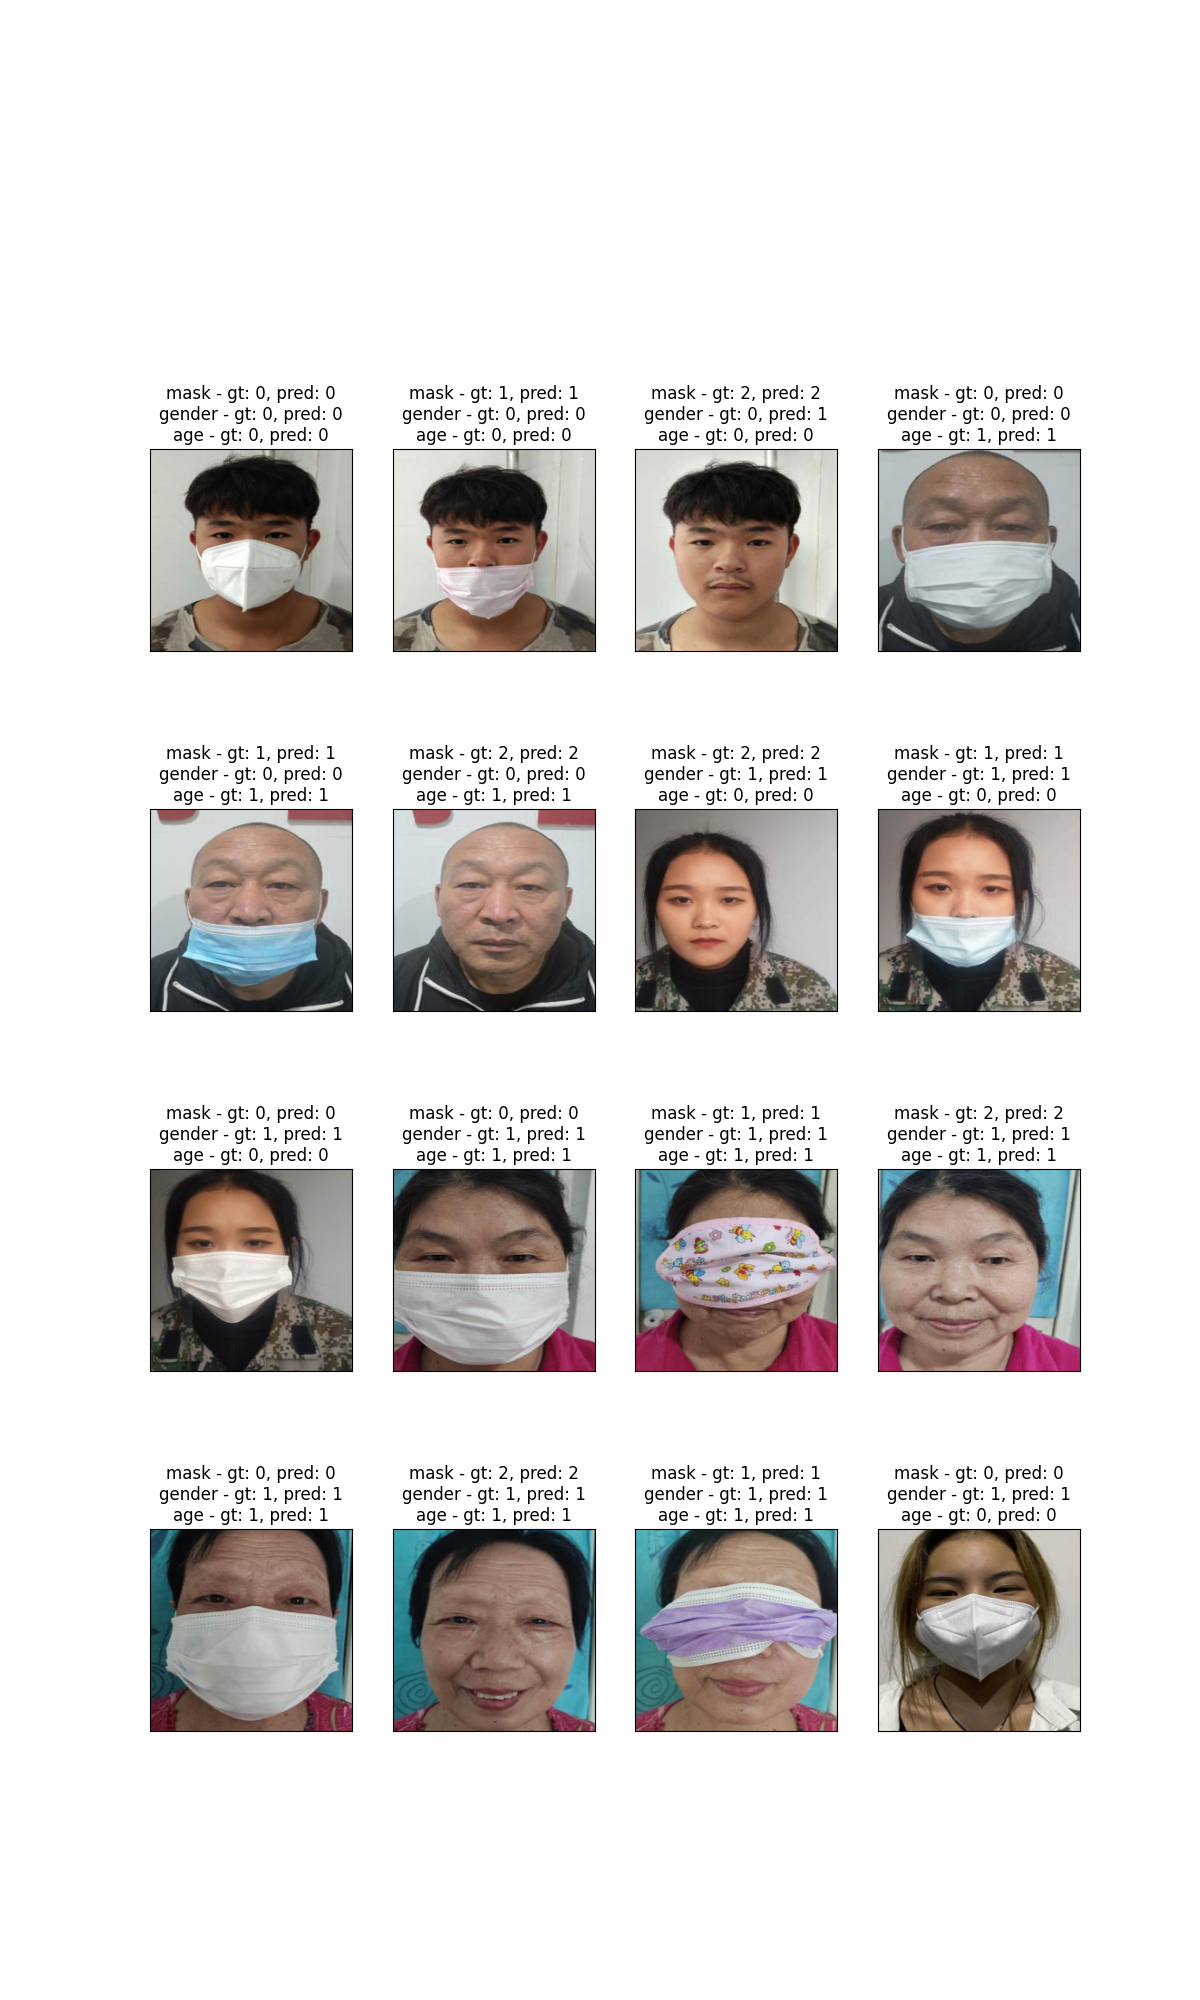 mask - gt: 0, pred: 0
gender - gt: 0, pred: 0
age - gt: 0, pred: 0
mask - gt: 1, pred: 1
gender - gt: 0, pred: 0
age - gt: 0, pred: 0
mask - gt: 2, pred: 2
gender - gt: 0, pred: 1
age - gt: 0, pred: 0
mask - gt: 0, pred: 0
gender - gt: 0, pred: 0
age - gt: 1, pred: 1
mask - gt: 1, pred: 1
gender - gt: 0, pred: 0
age - gt: 1, pred: 1
mask - gt: 2, pred: 2
gender - gt: 0, pred: 0
age - gt: 1, pred: 1
mask - gt: 2, pred: 2
gender - gt: 1, pred: 1
age - gt: 0, pred: 0
mask - gt: 1, pred: 1
gender - gt: 1, pred: 1
age - gt: 0, pred: 0
mask - gt: 0, pred: 0
gender - gt: 1, pred: 1
age - gt: 0, pred: 0
mask - gt: 0, pred: 0
gender - gt: 1, pred: 1
age - gt: 1, pred: 1
mask - gt: 1, pred: 1
gender - gt: 1, pred: 1
age - gt: 1, pred: 1
mask - gt: 2, pred: 2
gender - gt: 1, pred: 1
age - gt: 1, pred: 1
mask - gt: 0, pred: 0
gender - gt: 1, pred: 1
age - gt: 1, pred: 1
mask - gt: 2, pred: 2
gender - gt: 1, pred: 1
age - gt: 1, pred: 1
mask - gt: 1, pred: 1
gender - gt: 1, pred: 1
age - gt: 1, pred: 1
mask - gt: 0, pred: 0
gender - gt: 1, pred: 1
age - gt: 0, pred: 0